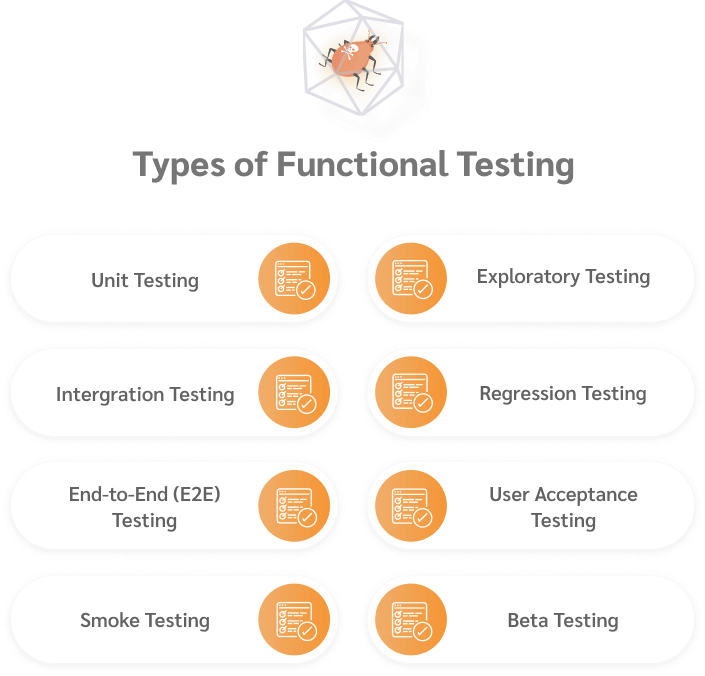 Types of Functional Testing
Unit Testing
Exploratory Testing
Intergration Testing
Regression Testing
End-to-End (E2E)
Testing
User Acceptance
Testing
Smoke Testing
Beta Testing